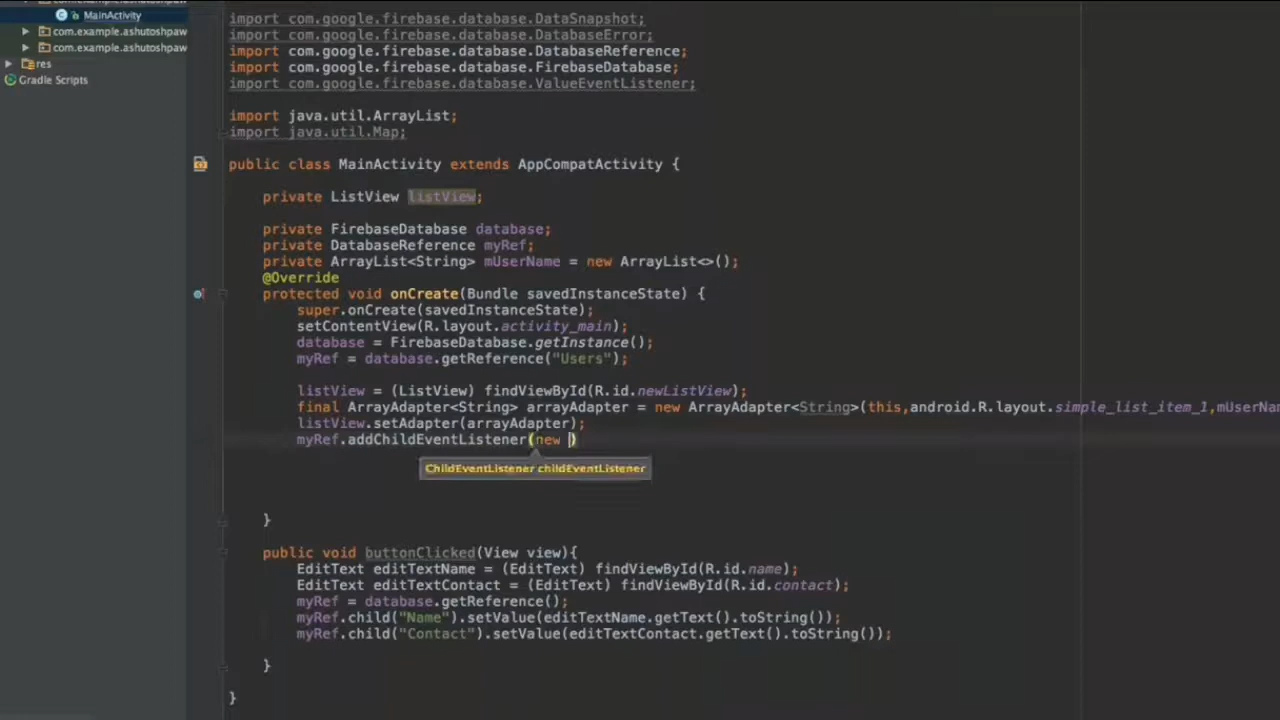 MainActivity
com.example.ashutoshpaw
com.example.ashutoshpaw
res
Gradle Scripts
import com.google.firebase.database.DataSnapshot;
import com.google.firebase.database.DatabaseError;
import com.google.firebase.database.DatabaseReference;
import com.google.firebase.database.FirebaseDatabase;
import com.google.firebase.database.ValueEventListener;
import java.util.ArrayList;
import java.util.Map;
public class MainActivity extends AppCompatActivity {
private ListView listView;
private FirebaseDatabase database;
private DatabaseReference myRef;
private ArrayList<String> mUserName = new ArrayList<>();
@Override
protected void onCreate(Bundle savedInstanceState) {
super.onCreate(savedInstanceState);
setContentView(R.layout.activity_main);
database = FirebaseDatabase.getInstance();
myRef = database.getReference("Users");
listView = (ListView) findViewById(R.id.newListView);
final ArrayAdapter<String> arrayAdapter = new ArrayAdapter<String>(this,android.R.layout.simple_list_item_1,mUserNam
listView.setAdapter(arrayAdapter);
myRef.addChildEventListener(new )
ChildEventListener childEventListener
}
public void buttonClicked(View view){
EditText editTextName = (EditText) findViewById(R.id.name);
EditText editTextContact = (EditText) findViewById(R.id.contact);
myRef = database.getReference();
myRef.child("Name").setValue(editTextName.getText().toString());
myRef.child("Contact").setValue(editTextContact.getText().toString());
}
}